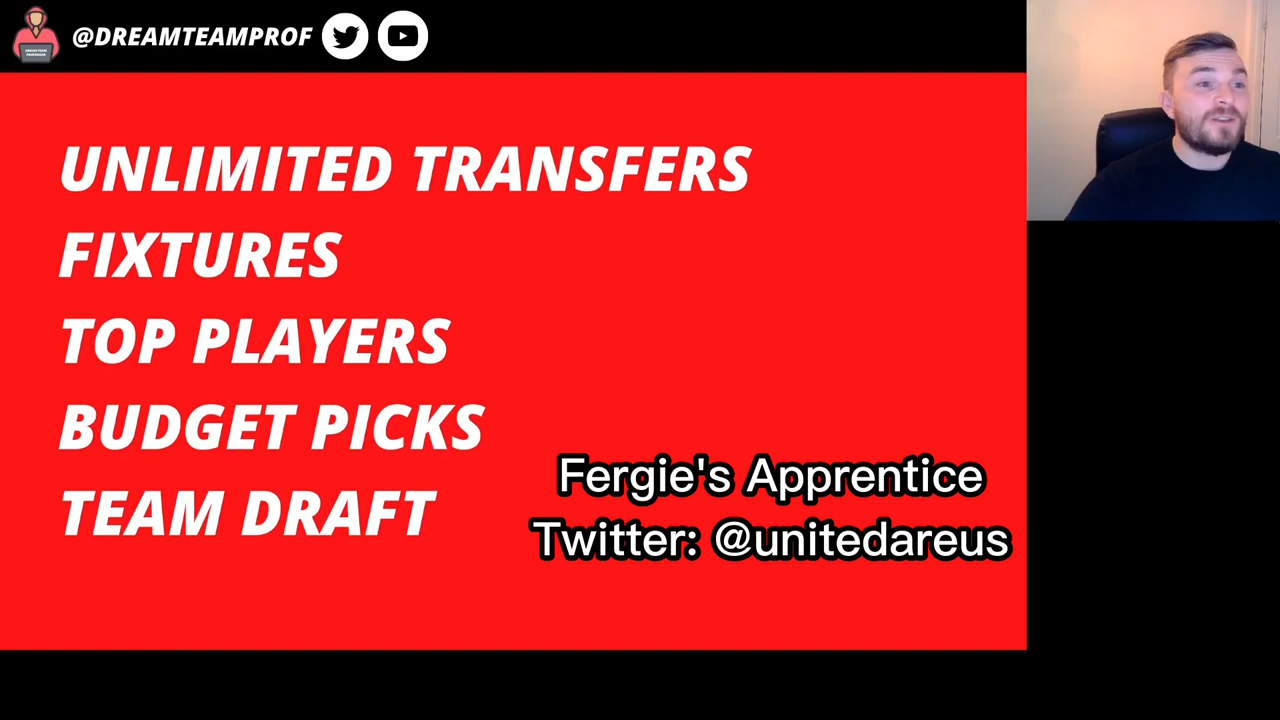 @DREAMTEAMPROF
UNLIMITED TRANSFERS
FIXTURES
TOP PLAYERS
BUDGET PICKS
TEAM DRAFT
Fergie's Apprentice
Twitter: @unitedareus